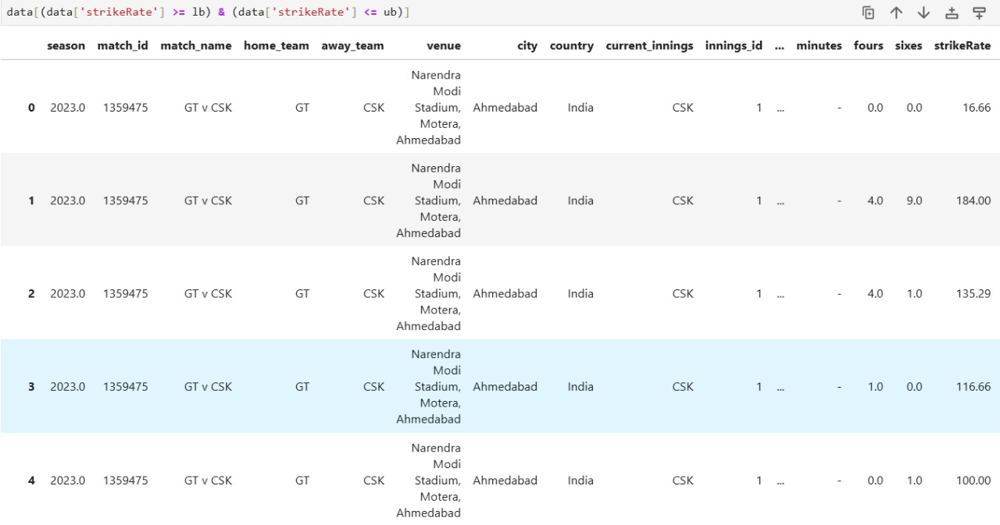 data[(data['strikeRate'] >= lb) & (data['strikeRate'] <= ub)]
season match_id match_name home_team away_team venue city country current_innings innings_id ... minutes fours sixes strikeRate
Narendra
Modi
0 2023.0 1359475 GT v CSK GT CSK Stadium, Ahmedabad India CSK 1 ... - 0.0 0.0 16.66
Motera,
Ahmedabad
Narendra
Modi
1 2023.0 1359475 GT v CSK GT CSK Stadium, Ahmedabad India CSK 1 ... - 4.0 9.0 184.00
Motera,
Ahmedabad
Narendra
Modi
2 2023.0 1359475 GT v CSK GT CSK Stadium, Ahmedabad India CSK 1 ... - 4.0 1.0 135.29
Motera,
Ahmedabad
Narendra
Modi
3 2023.0 1359475 GT v CSK GT CSK Stadium, Ahmedabad India CSK 1 ... - 1.0 0.0 116.66
Motera,
Ahmedabad
Narendra
Modi
4 2023.0 1359475 GT v CSK GT CSK Stadium, Ahmedabad India CSK 1 ... - 0.0 1.0 100.00
Motera,
Ahmedabad